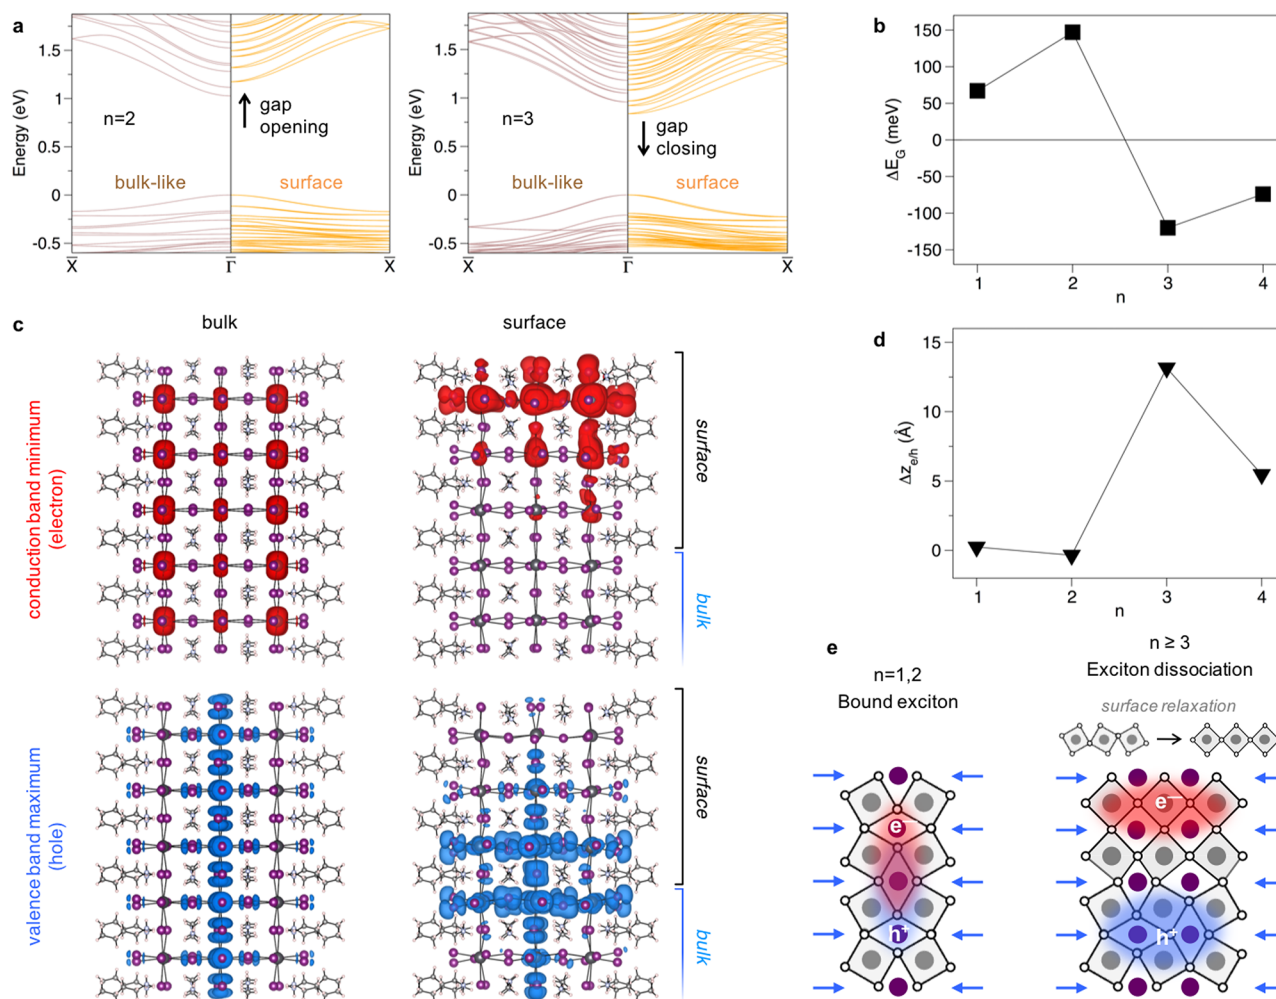 a
1.5
1
0.5
0
-0.5
Energy (eV)
n=2
gap
opening
bulk-like
surface
X̅
Γ̅
X̅
1.5
1
0.5
0
-0.5
Energy (eV)
n=3
gap
closing
bulk-like
surface
X̅
Γ̅
X̅
b
150
100
50
0
-50
-100
-150
ΔE_G (meV)
1
2
3
4
n
c
bulk
surface
conduction band minimum
(electron)
surface
bulk
valence band maximum
(hole)
surface
bulk
d
15
10
5
0
Δz_e/h (Å)
1
2
3
4
n
e
n=1,2
Bound exciton
e⁻
h⁺
n ≥ 3
Exciton dissociation
surface relaxation
e⁻
h⁺